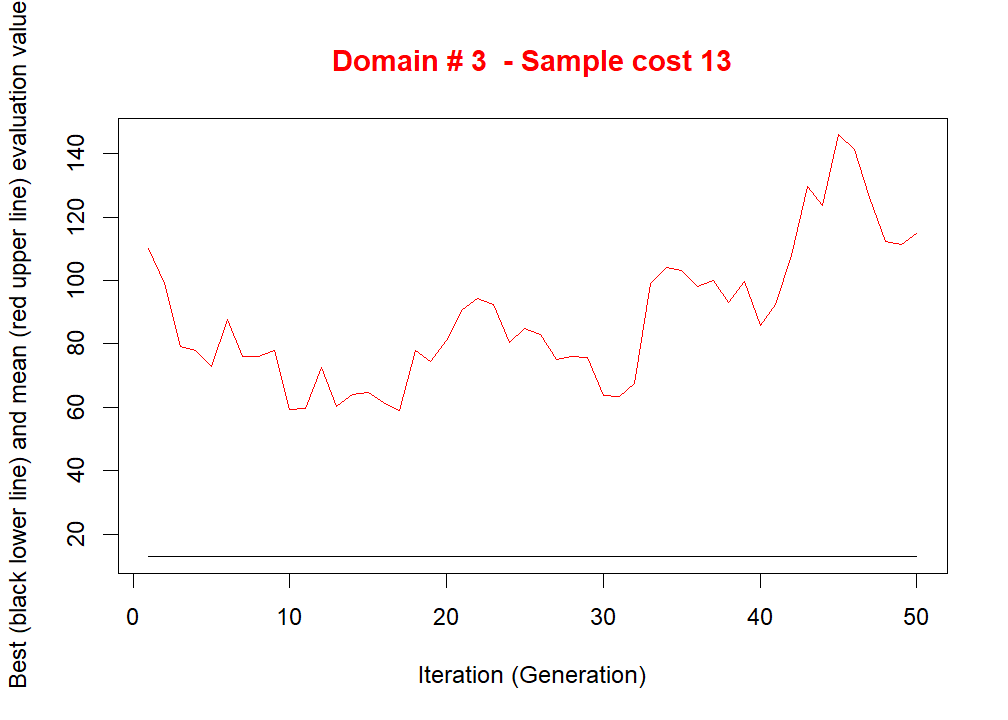 Domain # 3  - Sample cost 13
Best (black lower line) and mean (red upper line) evaluation value
140
120
100
80
60
40
20
0 10 20 30 40 50
Iteration (Generation)